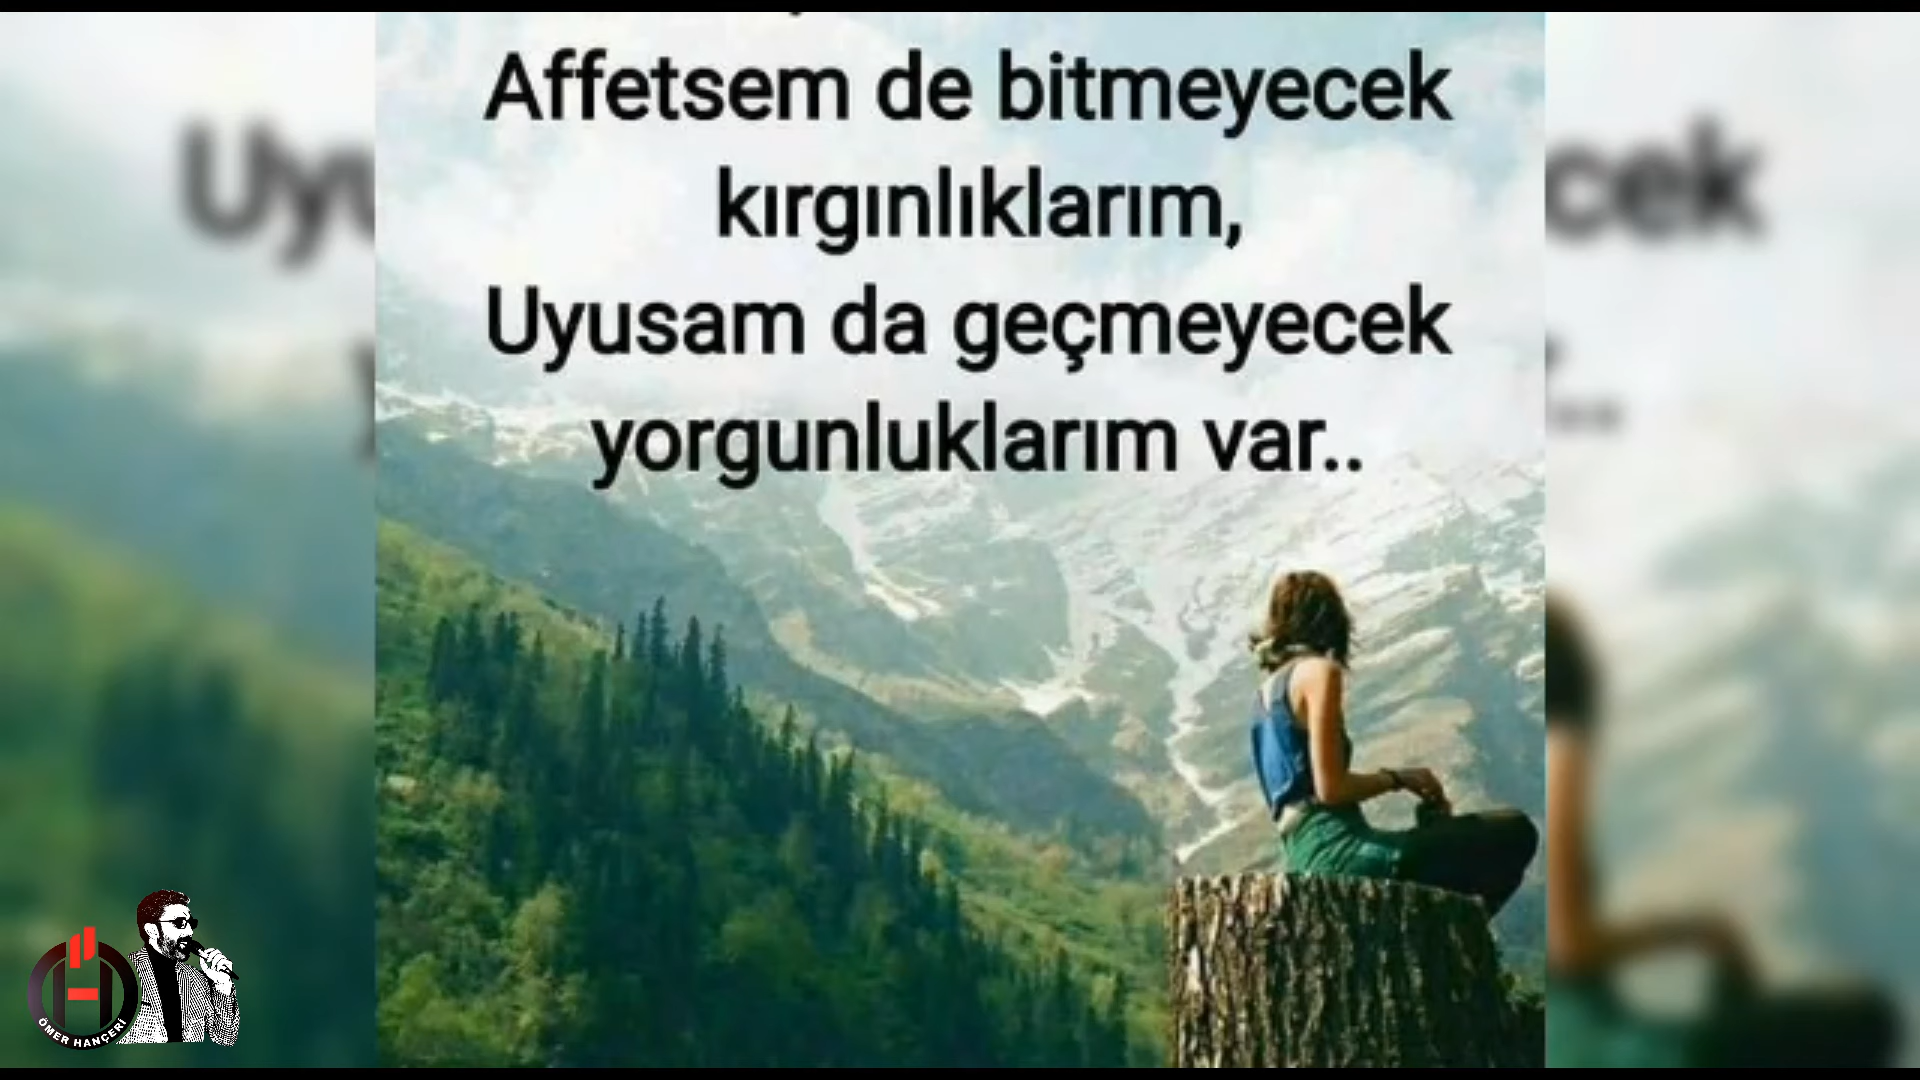 Affetsem de bitmeyecek
kırgınlıklarım,
Uyusam da geçmeyecek
yorgunluklarım var..
ÖMER HANÇERİ